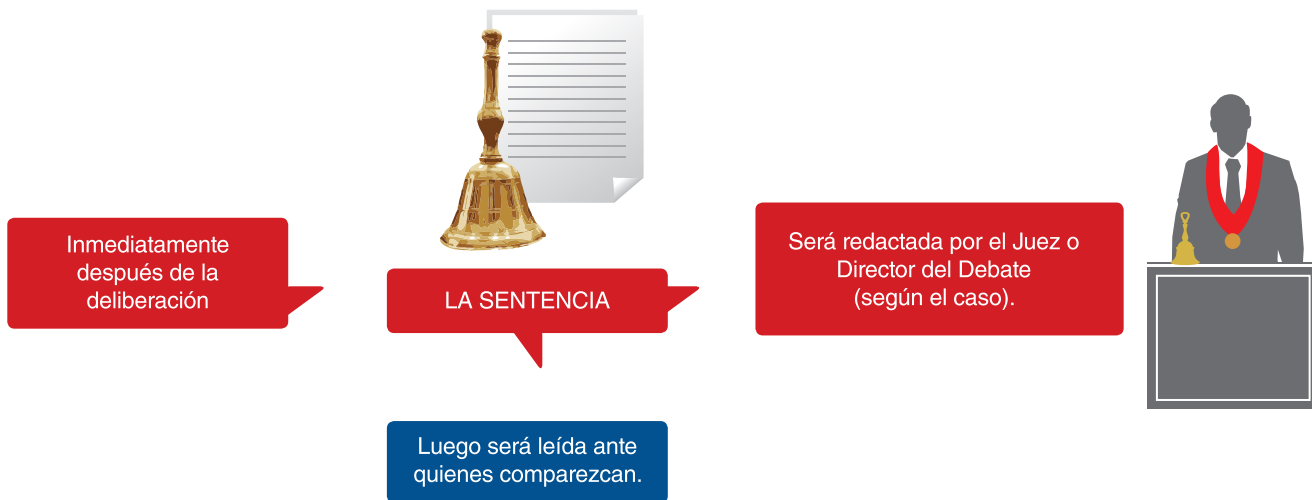 Inmediatamente
después de la
deliberación
LA SENTENCIA
Será redactada por el Juez o
Director del Debate
(según el caso).
Luego será leída ante
quienes comparezcan.